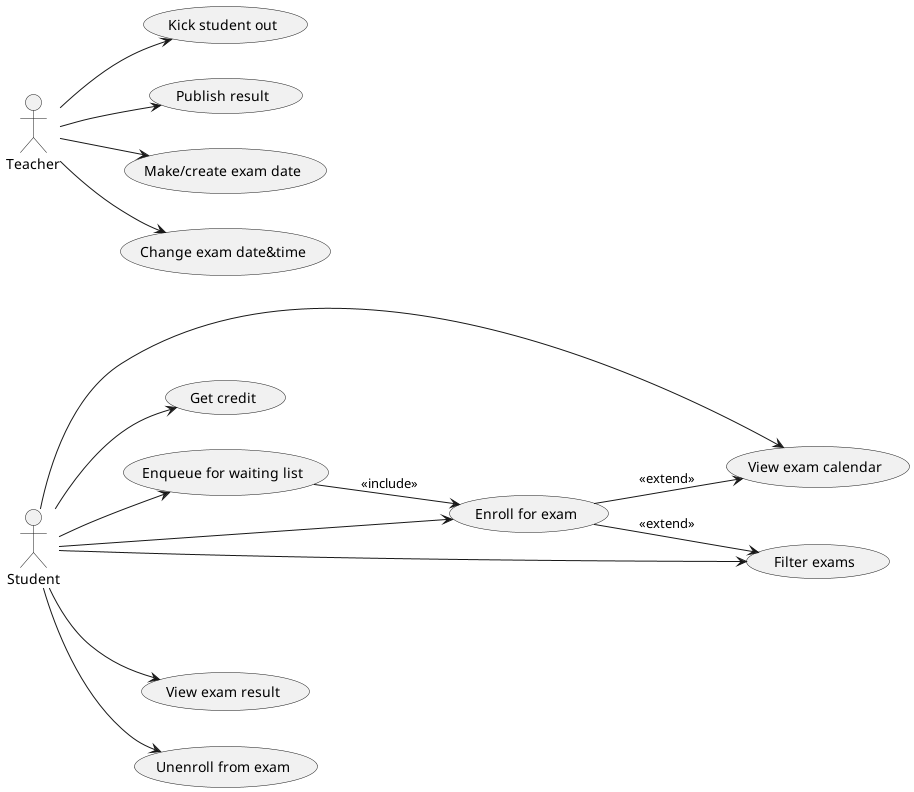 Kick student out
Publish result
Teacher
Make/create exam date
Change exam date&time
Get credit
View exam calendar
Enqueue for waiting list
«include»
«extend»
Enroll for exam
«extend»
Filter exams
Student
View exam result
Unenroll from exam